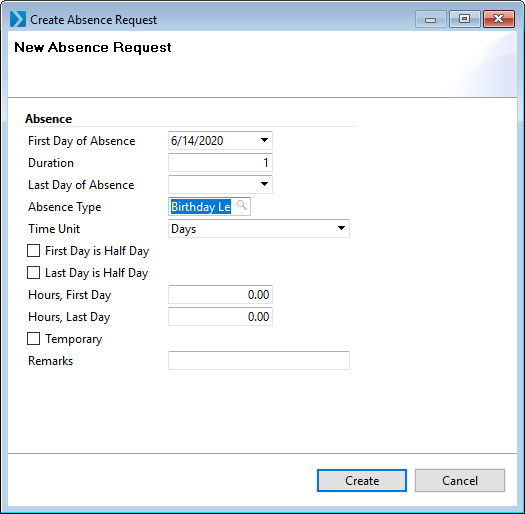 Create Absence Request
New Absence Request
Absence
First Day of Absence 6/14/2020
Duration 1
Last Day of Absence
Absence Type Birthday Le
Time Unit Days
First Day is Half Day
Last Day is Half Day
Hours, First Day 0.00
Hours, Last Day 0.00
Temporary
Remarks
Create Cancel